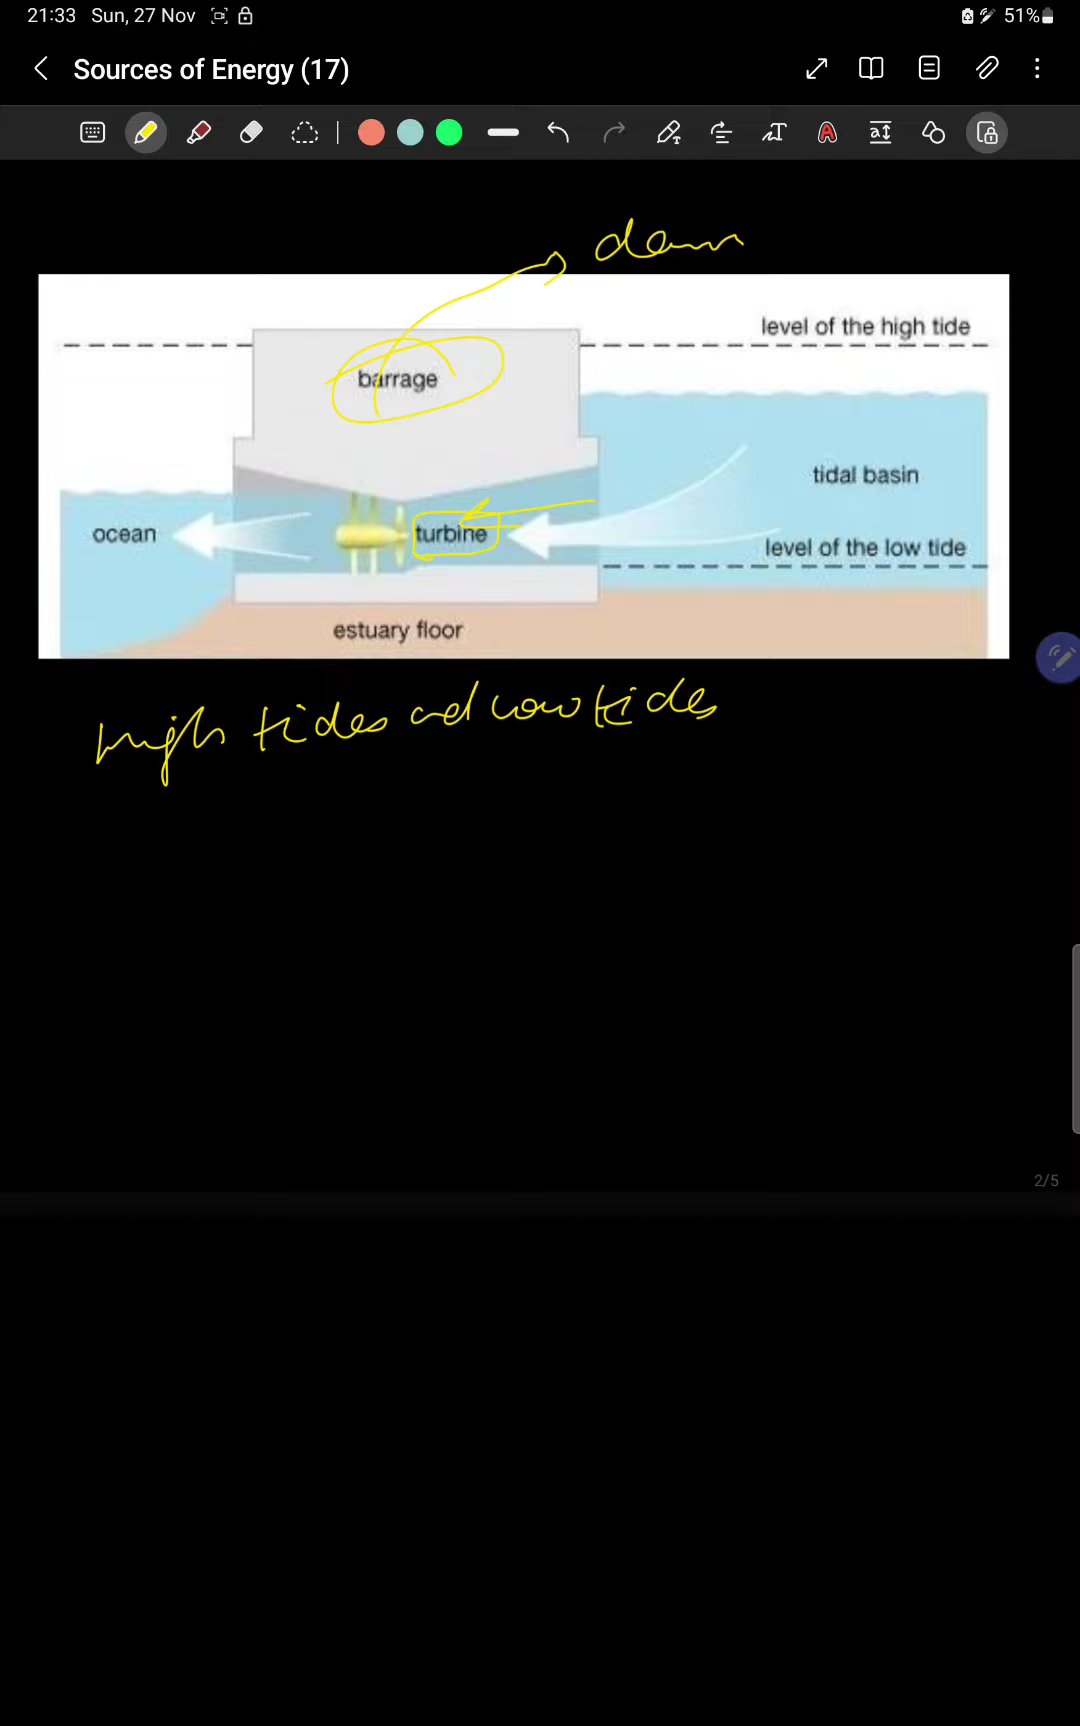 21:33 Sun, 27 Nov 51%
Sources of Energy (17)
dam
level of the high tide
barrage
tidal basin
ocean
turbine
level of the low tide
estuary floor
high tides and low tides
2/5